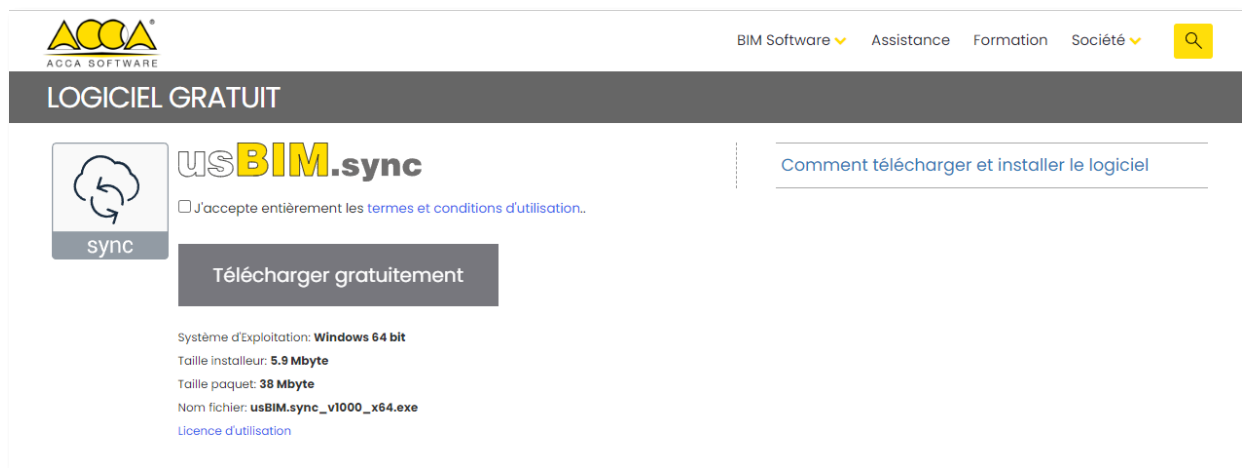 ACCA
ACCA SOFTWARE
BIM Software Assistance Formation Société
LOGICIEL GRATUIT
usBIM.sync
Comment télécharger et installer le logiciel
J'accepte entièrement les termes et conditions d'utilisation..
sync
Télécharger gratuitement
Système d'Exploitation: Windows 64 bit
Taille installeur: 5.9 Mbyte
Taille paquet: 38 Mbyte
Nom fichier: usBIM.sync_v1000_x64.exe
Licence d'utilisation